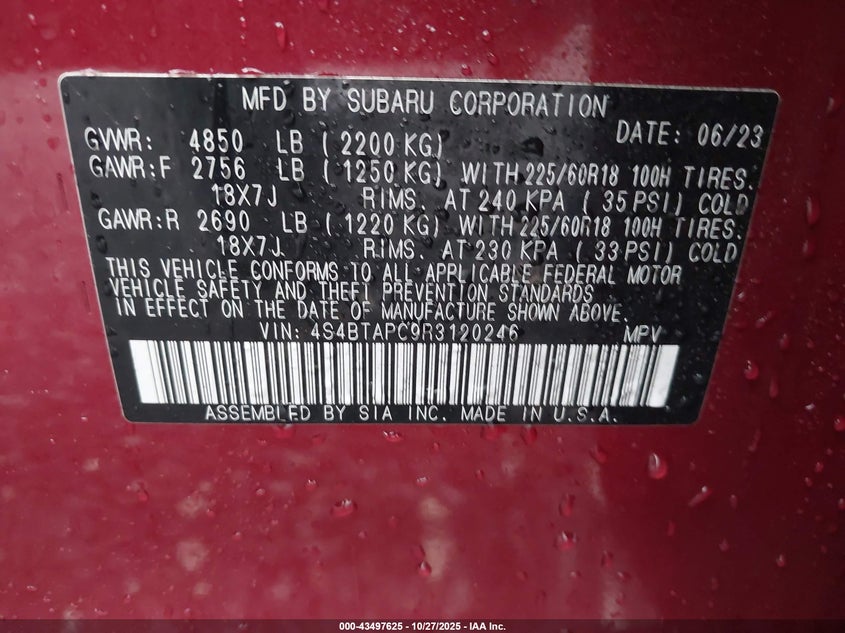 MFD BY SUBARU CORPORATION
DATE: 06/23
GVWR: 4850 LB ( 2200 KG)
GAWR:F 2756 LB ( 1250 KG) WITH 225/60R18 100H TIRES.
18X7J RIMS. AT 240 KPA ( 35 PSI) COLD
GAWR:R 2690 LB ( 1220 KG) WITH 225/60R18 100H TIRES.
18X7J. RIMS. AT 230 KPA ( 33 PSI) COLD
THIS VEHICLE CONFORMS TO ALL APPLICABLE FEDERAL MOTOR
VEHICLE SAFETY AND THEFT PREVENTION STANDARDS
IN EFFECT ON THE DATE OF MANUFACTURE SHOWN ABOVE.
VIN: 4S4BTAPC9R3120246 MPV
ASSEMBLED BY SIA INC. MADE IN U.S.A.
000-43497625 | 10/27/2025 - IAA Inc.